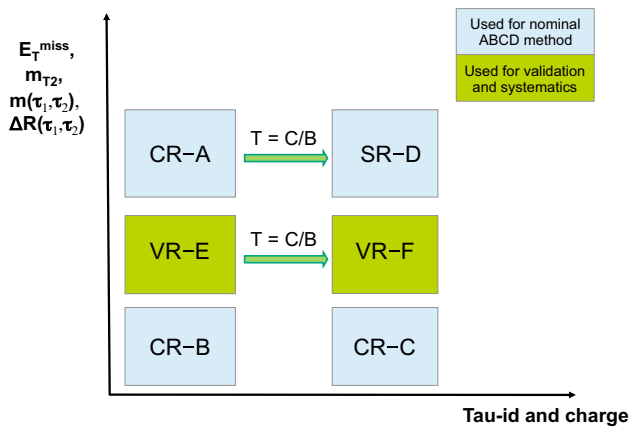 E_T^miss,
m_T2,
m(τ₁,τ₂),
ΔR(τ₁,τ₂)
Used for nominal
ABCD method
Used for validation
and systematics
CR−A
T = C/B
SR−D
VR−E
T = C/B
VR−F
CR−B
CR−C
Tau-id and charge